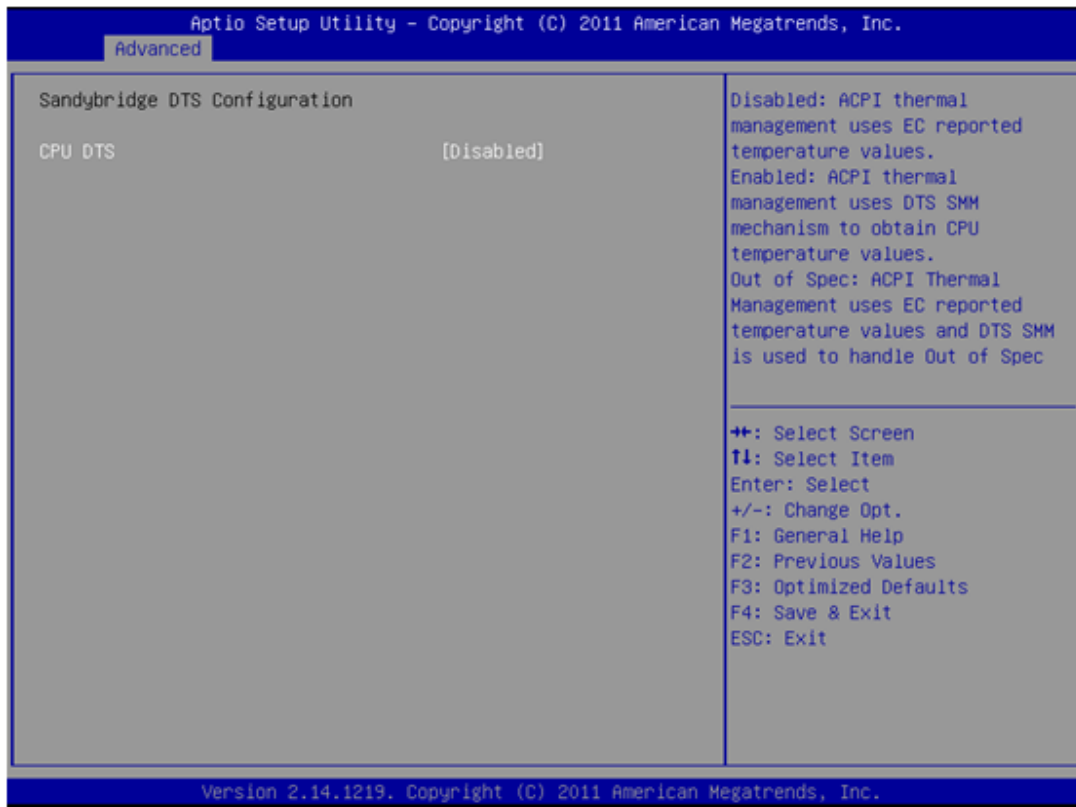 Aptio Setup Utility – Copyright (C) 2011 American Megatrends, Inc.
Advanced
Sandybridge DTS Configuration
CPU DTS [Disabled]
Disabled: ACPI thermal
management uses EC reported
temperature values.
Enabled: ACPI thermal
management uses DTS SMM
mechanism to obtain CPU
temperature values.
Out of Spec: ACPI Thermal
Management uses EC reported
temperature values and DTS SMM
is used to handle Out of Spec
→←: Select Screen
↑↓: Select Item
Enter: Select
+/-: Change Opt.
F1: General Help
F2: Previous Values
F3: Optimized Defaults
F4: Save & Exit
ESC: Exit
Version 2.14.1219. Copyright (C) 2011 American Megatrends, Inc.